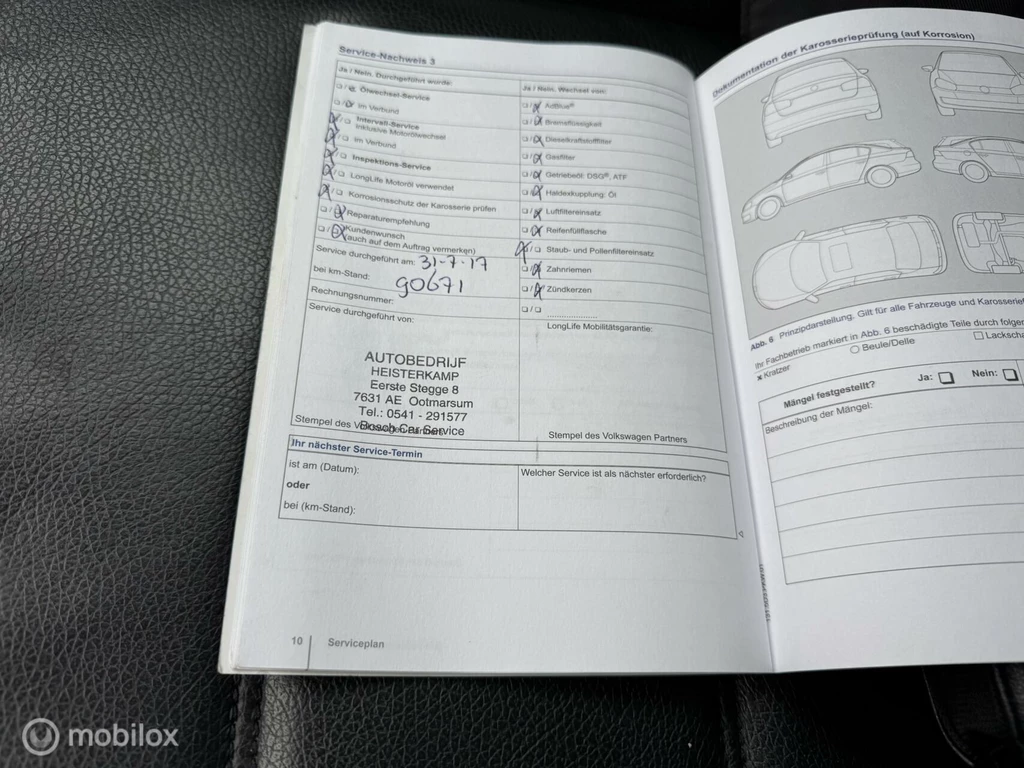 Service-Nachweis 3
Ja / Nein. Durchgeführt wurde:
Ölwechsel-Service
im Verbund
Intervall-Service
inklusive Motorölwechsel
im Verbund
Inspektions-Service
LongLife Motoröl verwendet
Korrosionsschutz der Karosserie prüfen
Reparaturempfehlung
Kundenwunsch
(auch auf dem Auftrag vermerken)
Service durchgeführt am: 31-7-17
bei km-Stand: 90671
Rechnungsnummer:
Service durchgeführt von:
AUTOBEDRIJF
HEISTERKAMP
Eerste Stegge 8
7631 AE Ootmarsum
Tel.: 0541 - 291577
Bosch Car Service
Stempel des Volkswagen Partners
Ja / Nein. Wechsel von:
AdBlue®
Bremsflüssigkeit
Dieselkraftstofffilter
Gasfilter
Getriebeöl: DSG®, ATF
Haldexkupplung: Öl
Luftfiltereinsatz
Reifenfüllflasche
Staub- und Pollenfiltereinsatz
Zahnriemen
Zündkerzen
LongLife Mobilitätsgarantie:
Stempel des Volkswagen Partners
Ihr nächster Service-Termin
ist am (Datum):
oder
bei (km-Stand):
Welcher Service ist als nächster erforderlich?
10 Serviceplan
Dokumentation der Karosserieprüfung (auf Korrosion)
Abb. 6 Prinzipdarstellung. Gilt für alle Fahrzeuge und
Ihr Fachbetrieb markiert in Abb. 6 beschädigte Teile durch
x Kratzer
Beule/Delle
Mängel festgestellt?
Ja:
Nein:
Beschreibung der Mängel:
mobilox